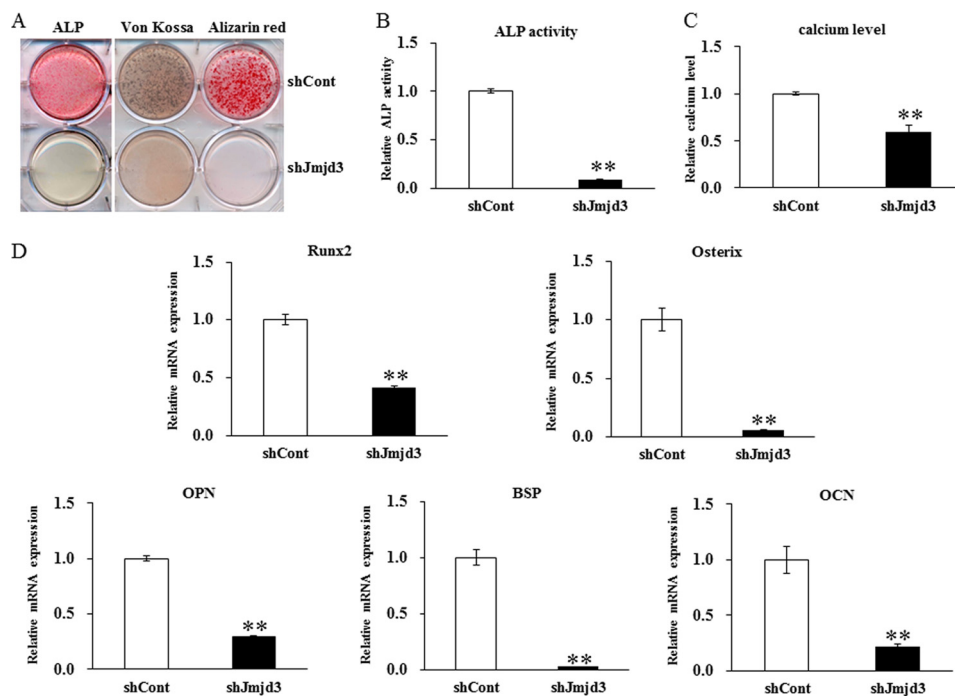 A
ALP Von Kossa Alizarin red
shCont
shJmjd3
B
ALP activity
Relative ALP activity
1.5
1.0
0.5
0.0
**
shCont shJmjd3
C
calcium level
Relative calcium level
1.5
1.0
0.5
0.0
**
shCont shJmjd3
D
Runx2
Relative mRNA expression
1.5
1.0
0.5
0.0
**
shCont shJmjd3
Osterix
Relative mRNA expression
1.5
1.0
0.5
0.0
**
shCont shJmjd3
OPN
Relative mRNA expression
1.5
1.0
0.5
0.0
**
shCont shJmjd3
BSP
Relative mRNA expression
1.5
1.0
0.5
0.0
**
shCont shJmjd3
OCN
Relative mRNA expression
1.5
1.0
0.5
0.0
**
shCont shJmjd3